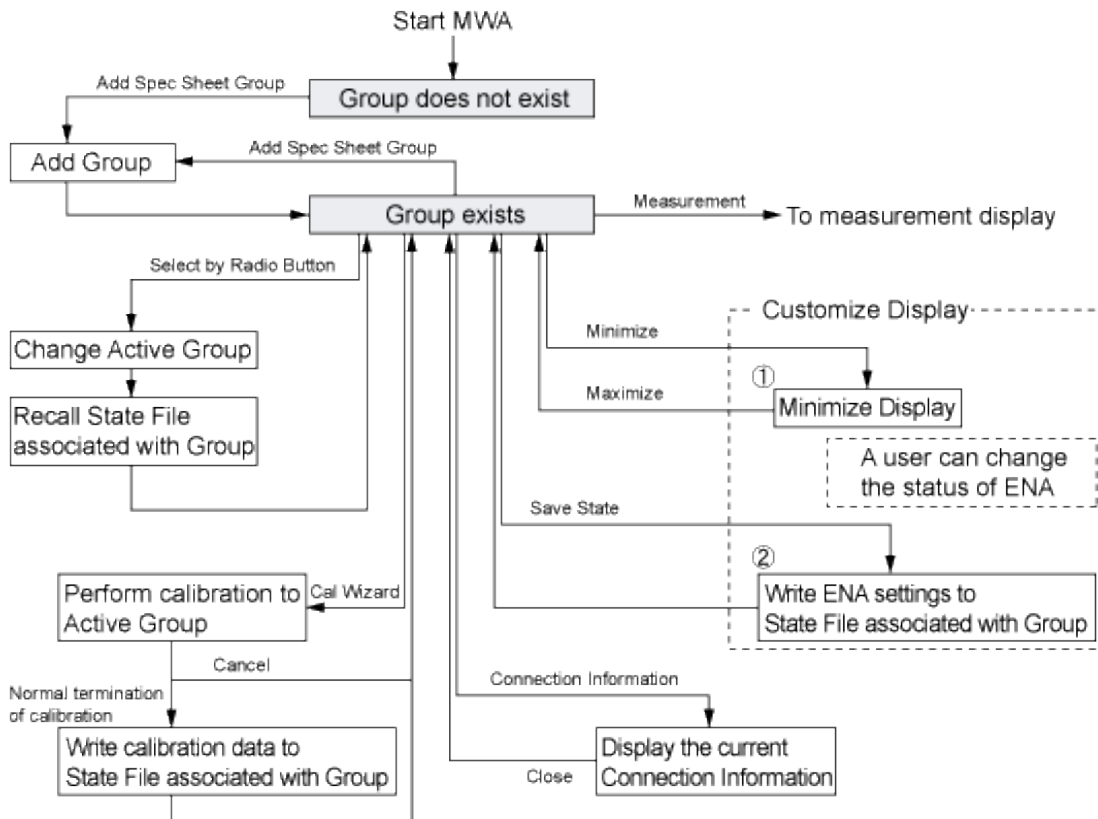 Start MWA
Add Spec Sheet Group
Group does not exist
Add Spec Sheet Group
Add Group
Group exists
Measurement
To measurement display
Select by Radio Button
Customize Display
Minimize
Change Active Group
①
Maximize
Minimize Display
Recall State File
associated with Group
A user can change
the status of ENA
Save State
②
Perform calibration to
Active Group
Cal Wizard
Write ENA settings to
State File associated with Group
Cancel
Connection Information
Normal termination
of calibration
Write calibration data to
State File associated with Group
Display the current
Connection Information
Close